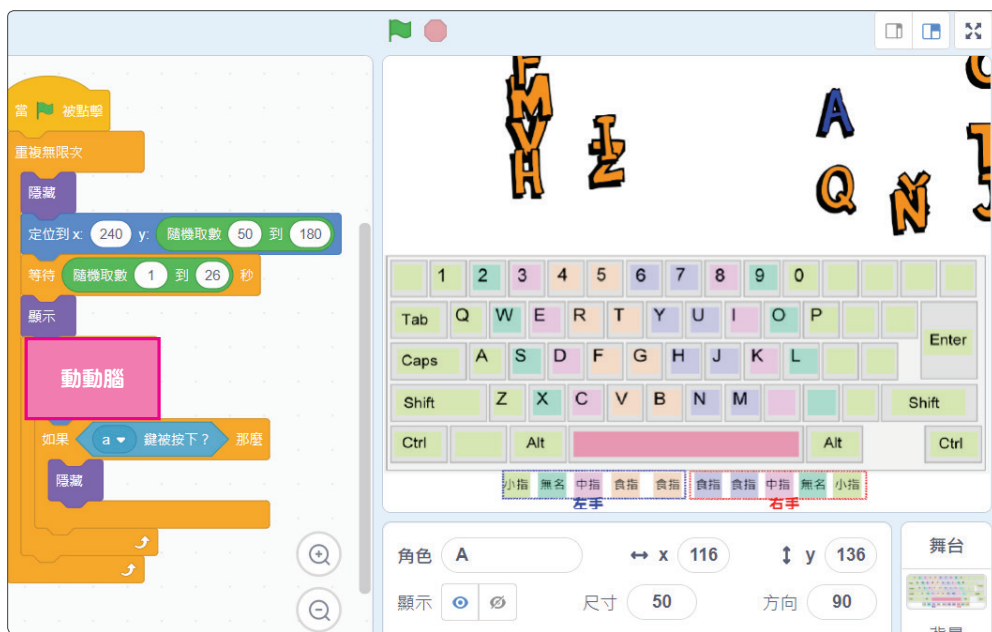 當 被點擊
重複無限次
隱藏
定位到 x: 240 y: 隨機取數 50 到 180
等待 隨機取數 1 到 26 秒
顯示
動動腦
如果 a 鍵被按下？ 那麼
隱藏
F
M
V
H
I
Z
A
Q
Ň
1 2 3 4 5 6 7 8 9 0
Tab Q W E R T Y U I O P
Enter
Caps A S D F G H J K L
Shift Z X C V B N M Shift
Ctrl Alt Alt Ctrl
小指 無名 中指 食指 食指 食指 食指 中指 無名 小指
左手 右手
角色 A x 116 y 136
顯示 尺寸 50 方向 90
舞台
背景